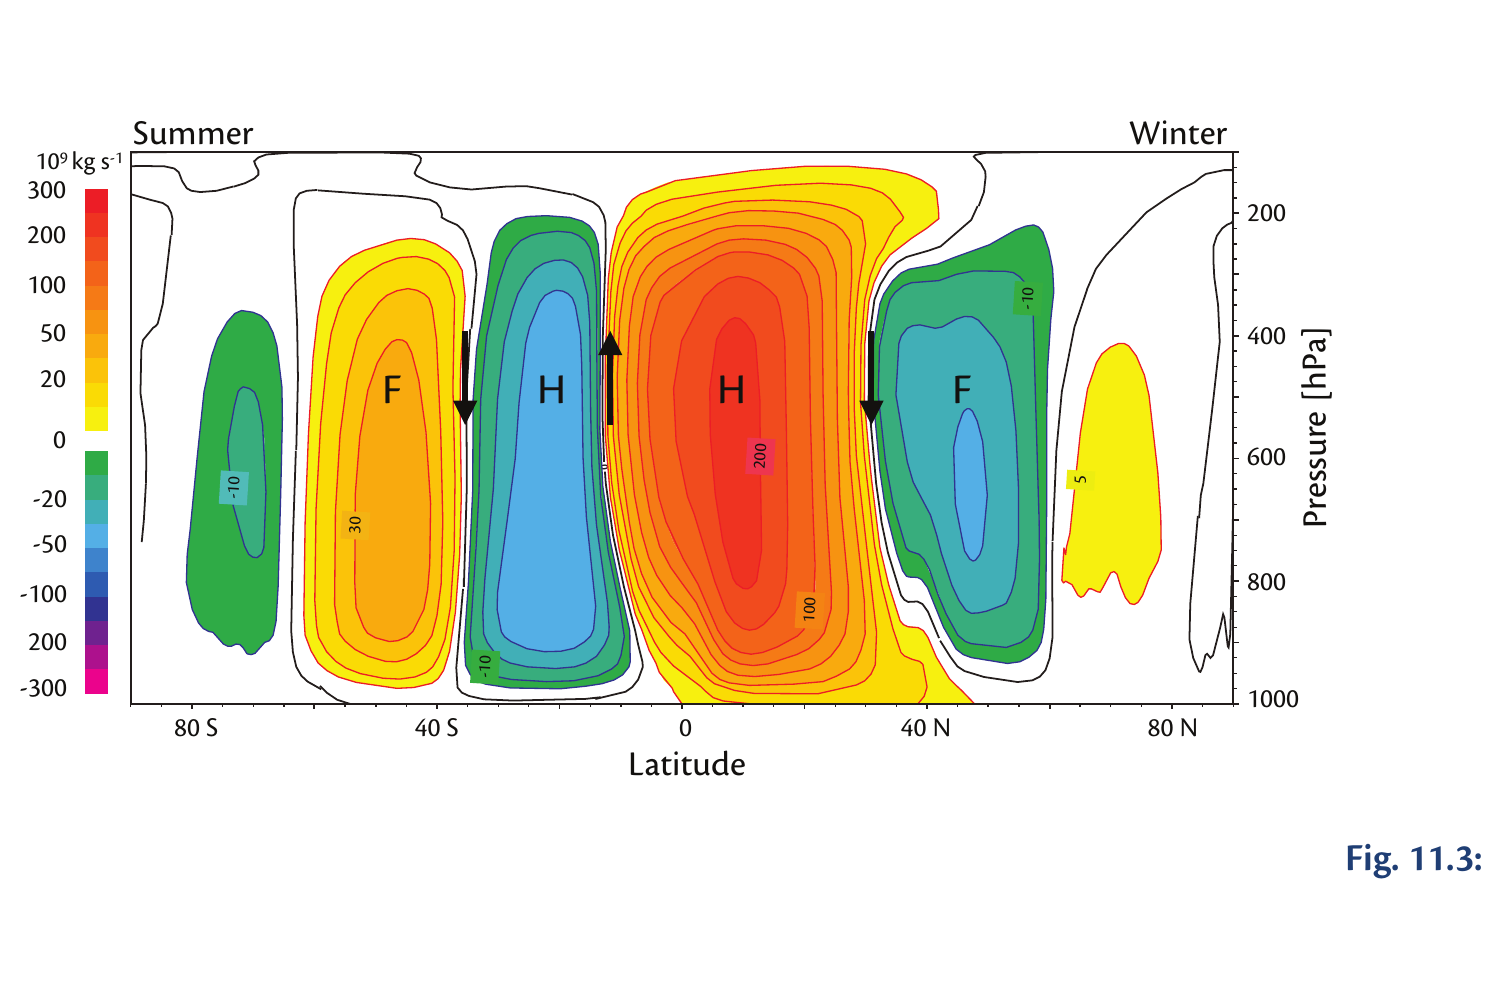 Summer
Winter
10⁹ kg s⁻¹
300
200
100
50
20
0
-20
-50
-100
200
-300
F
H
H
F
-10
30
-10
200
100
-10
5
200
400
600
800
1000
Pressure [hPa]
80 S
40 S
0
40 N
80 N
Latitude
Fig. 11.3: